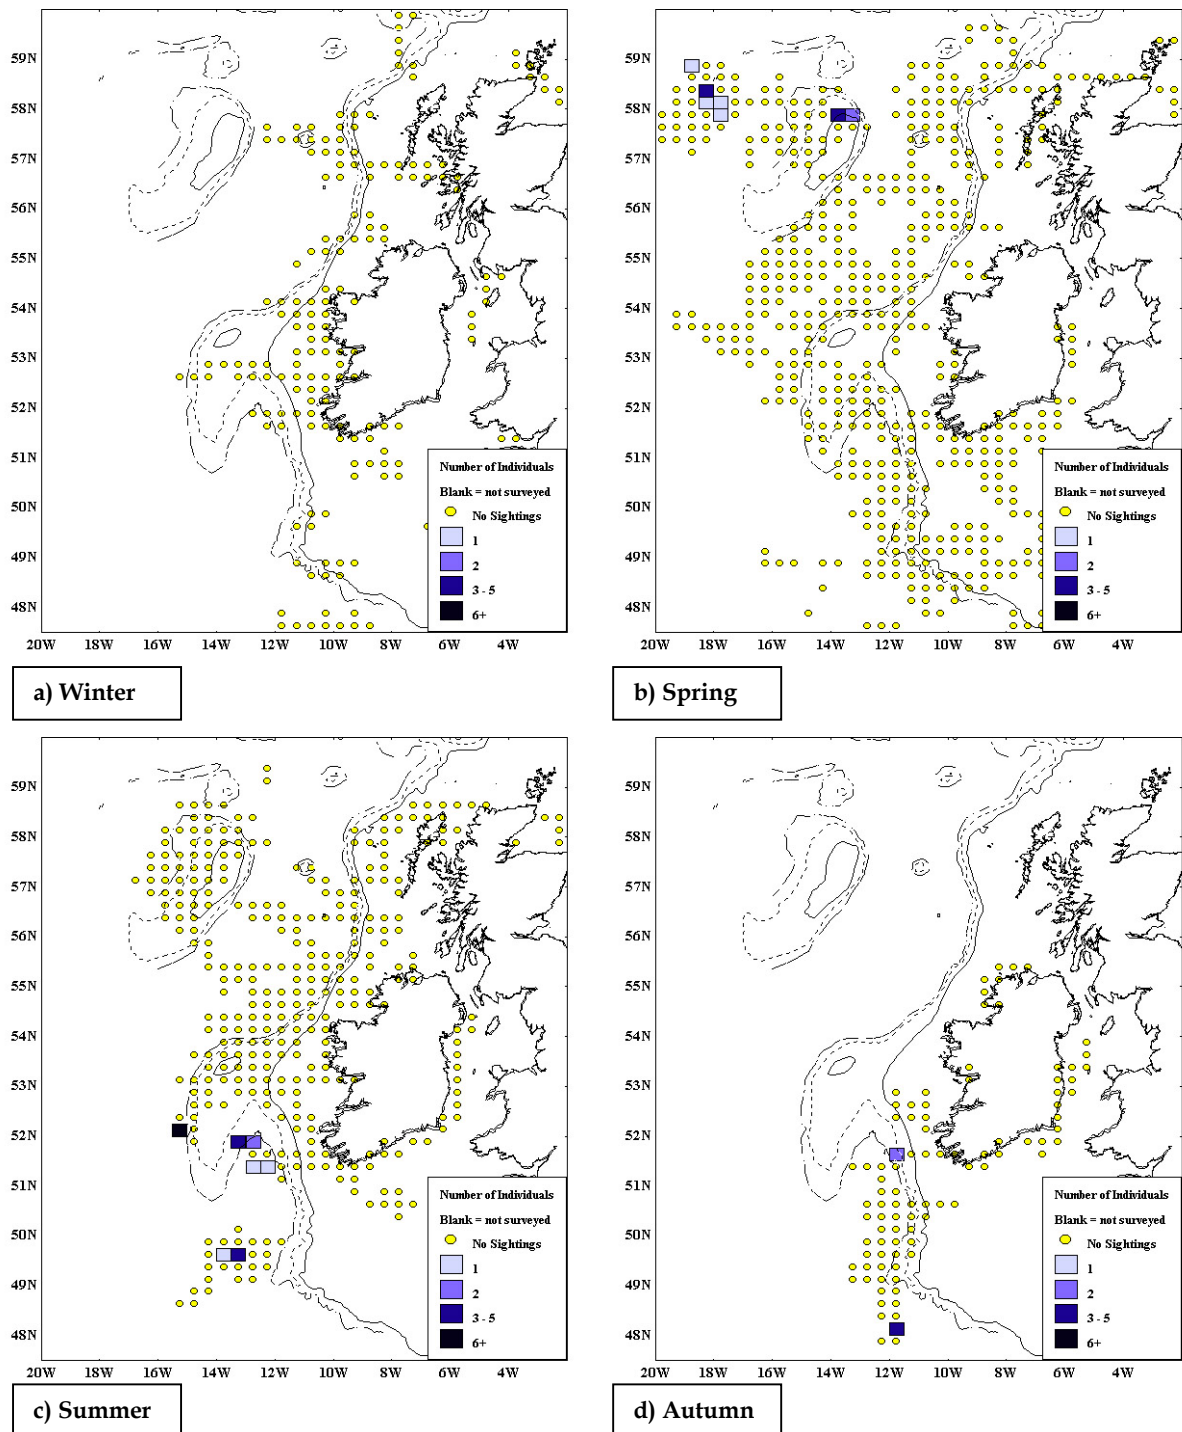 59N
58N
57N
56N
55N
54N
53N
52N
51N
50N
49N
48N
20W 18W 16W 14W 12W 10W 8W 6W 4W
Number of Individuals
Blank = not surveyed
No Sightings
1
2
3 - 5
6+
a) Winter
59N
58N
57N
56N
55N
54N
53N
52N
51N
50N
49N
48N
20W 18W 16W 14W 12W 10W 8W 6W 4W
Number of Individuals
Blank = not surveyed
No Sightings
1
2
3 - 5
6+
b) Spring
59N
58N
57N
56N
55N
54N
53N
52N
51N
50N
49N
48N
20W 18W 16W 14W 12W 10W 8W 6W 4W
Number of Individuals
Blank = not surveyed
No Sightings
1
2
3 - 5
6+
c) Summer
59N
58N
57N
56N
55N
54N
53N
52N
51N
50N
49N
48N
20W 18W 16W 14W 12W 10W 8W 6W 4W
Number of Individuals
Blank = not surveyed
No Sightings
1
2
3 - 5
6+
d) Autumn